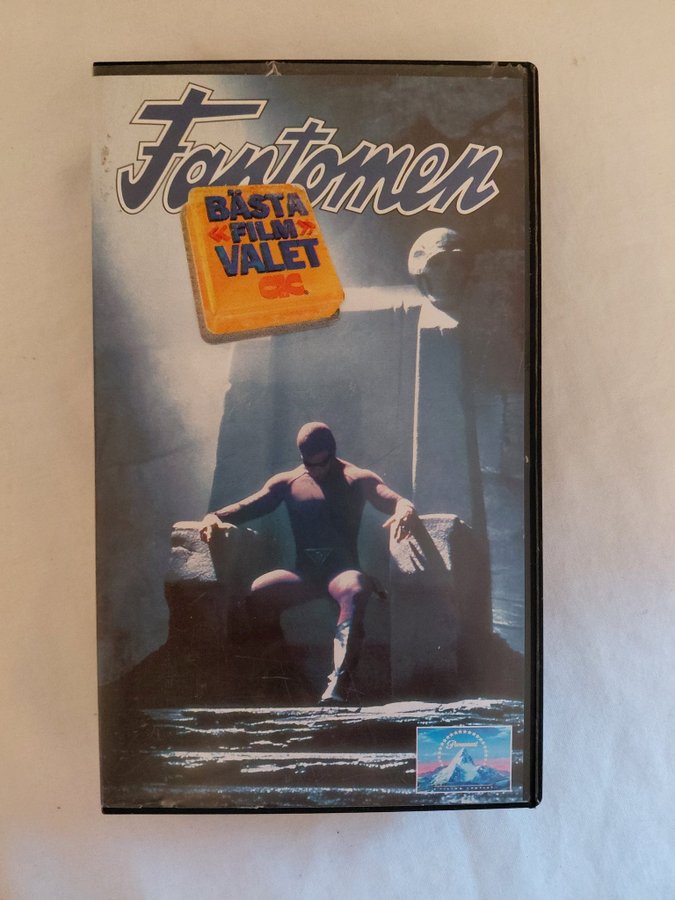 Fantomen
BÄSTA
«FILM»
VALET
CIC
Paramount